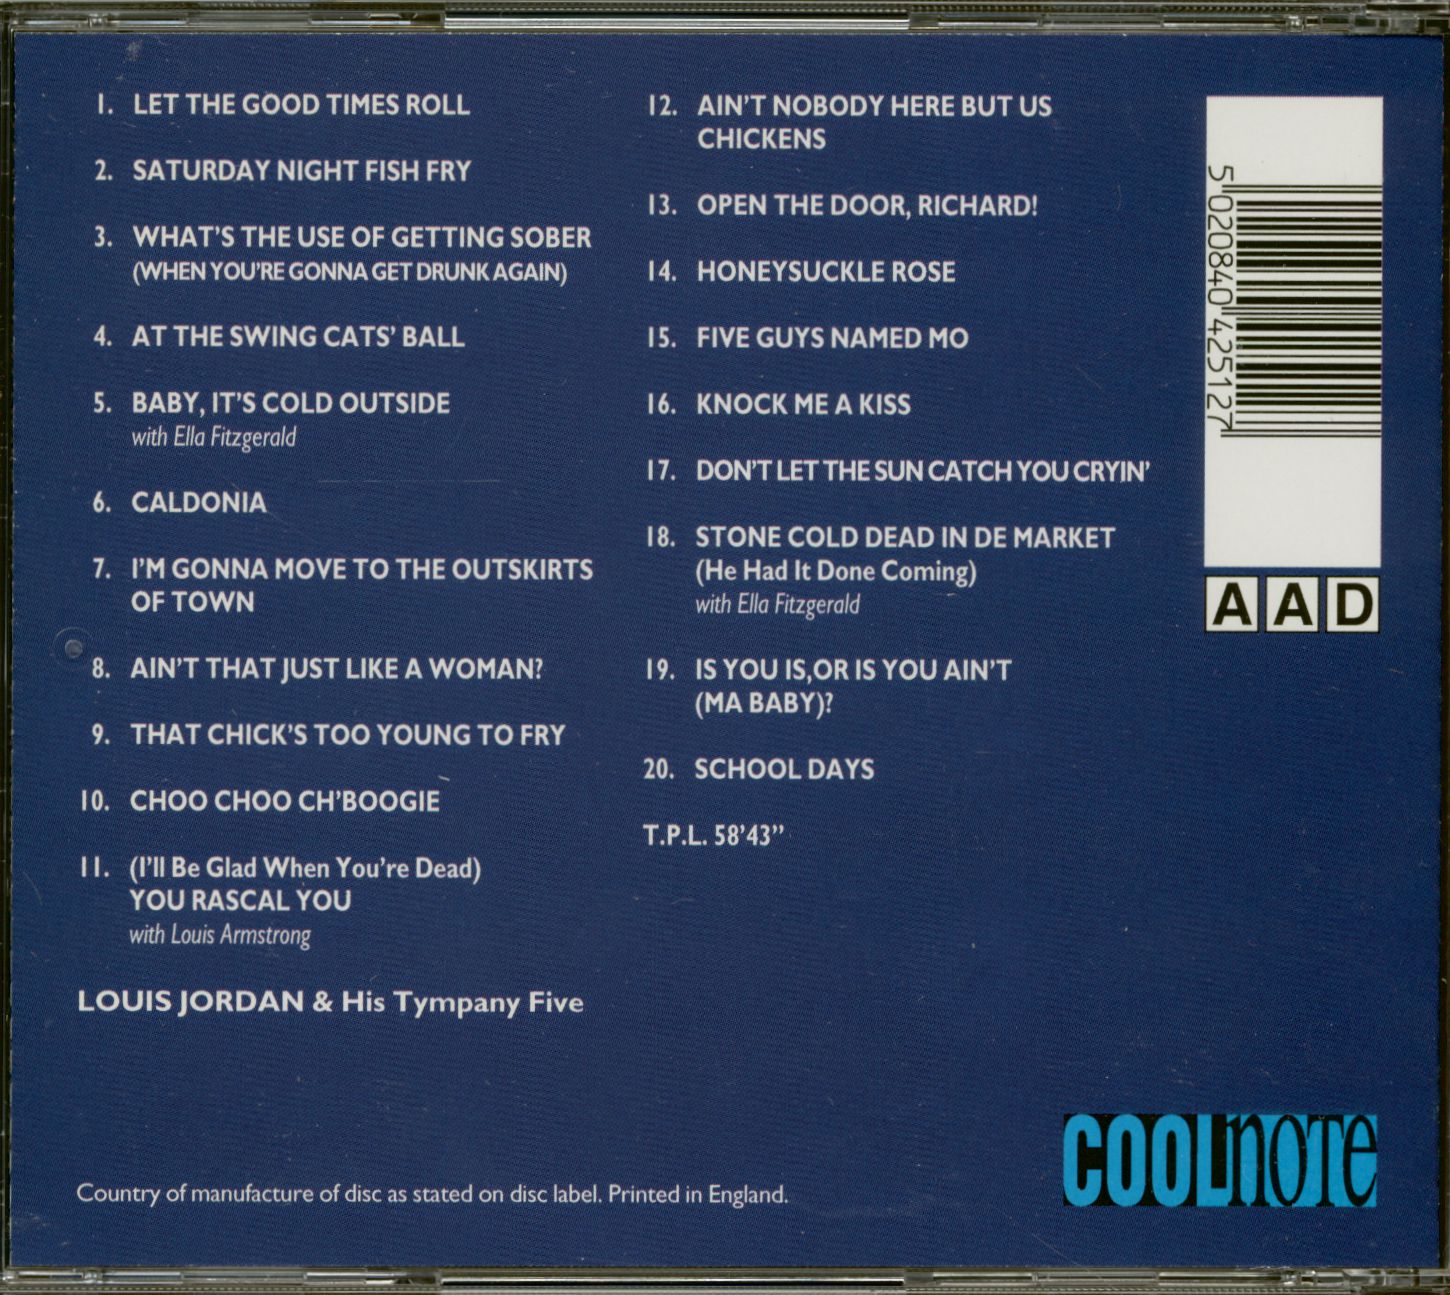 1. LET THE GOOD TIMES ROLL
2. SATURDAY NIGHT FISH FRY
3. WHAT'S THE USE OF GETTING SOBER
(WHEN YOU'RE GONNA GET DRUNK AGAIN)
4. AT THE SWING CATS' BALL
5. BABY, IT'S COLD OUTSIDE
with Ella Fitzgerald
6. CALDONIA
7. I'M GONNA MOVE TO THE OUTSKIRTS
OF TOWN
8. AIN'T THAT JUST LIKE A WOMAN?
9. THAT CHICK'S TOO YOUNG TO FRY
10. CHOO CHOO CH'BOOGIE
11. (I'll Be Glad When You're Dead)
YOU RASCAL YOU
with Louis Armstrong
LOUIS JORDAN & His Tympany Five
12. AIN'T NOBODY HERE BUT US
CHICKENS
13. OPEN THE DOOR, RICHARD!
14. HONEYSUCKLE ROSE
15. FIVE GUYS NAMED MO
16. KNOCK ME A KISS
17. DON'T LET THE SUN CATCH YOU CRYIN'
18. STONE COLD DEAD IN DE MARKET
(He Had It Done Coming)
with Ella Fitzgerald
19. IS YOU IS,OR IS YOU AIN'T
(MA BABY)?
20. SCHOOL DAYS
T.P.L. 58'43"
5 020840 425127
AAD
COOLnOTe
Country of manufacture of disc as stated on disc label. Printed in England.